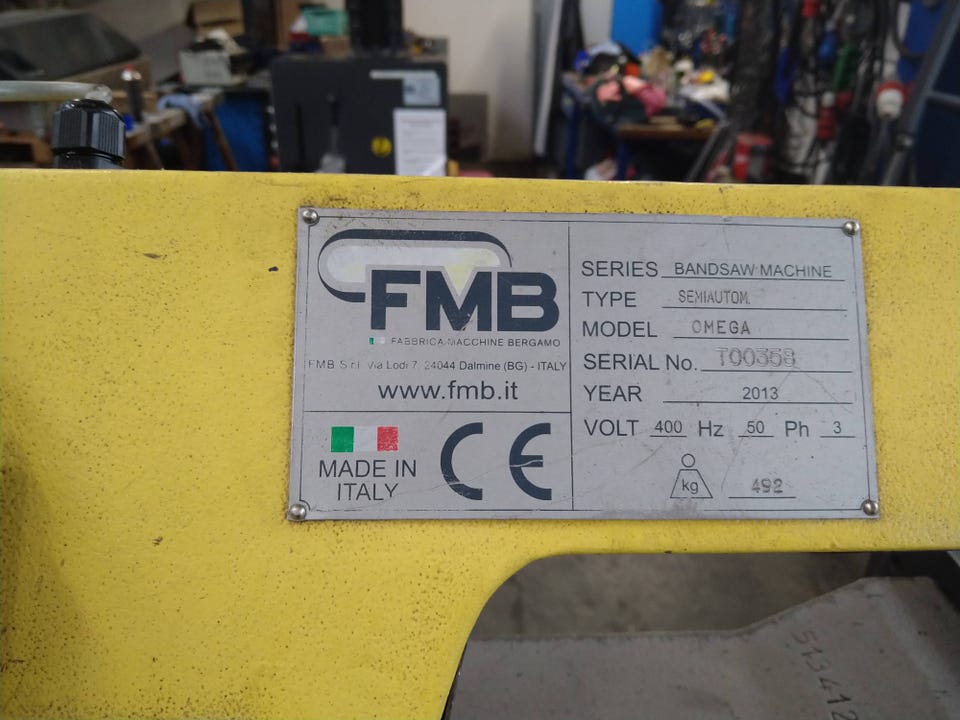 FMB
FABBRICA MACCHINE BERGAMO
FMB S.r.l. via Lodi 7 24044 Dalmine (BG) - ITALY
www.fmb.it
MADE IN
ITALY
CE
SERIES BANDSAW MACHINE
TYPE SEMIAUTOM.
MODEL OMEGA
SERIAL No. T00358
YEAR 2013
VOLT 400 Hz 50 Ph 3
kg 492